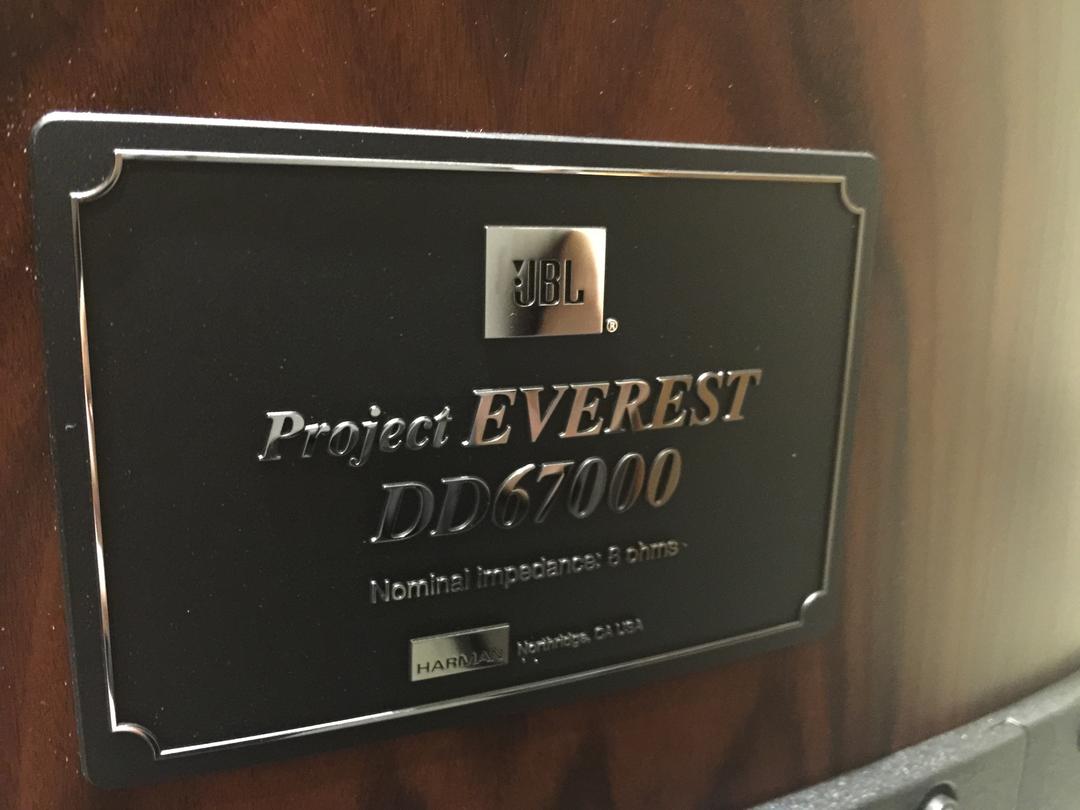 JBL®
Project EVEREST
DD67000
Nominal impedance: 8 ohms
HARMAN Northridge, CA USA